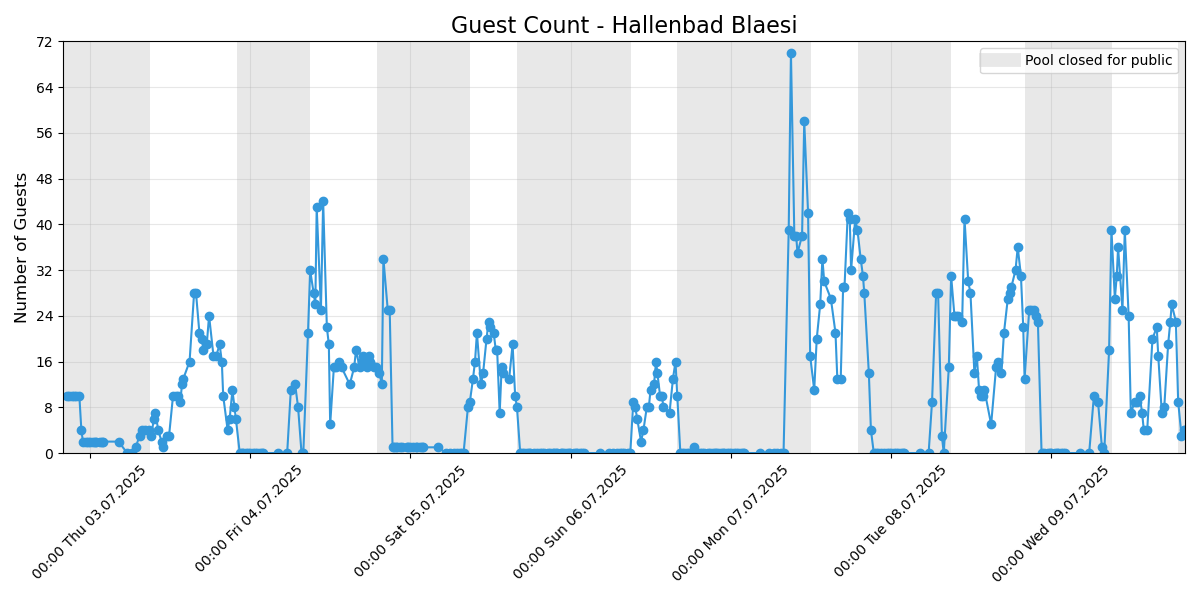 Guest Count - Hallenbad Blaesi
Pool closed for public
Number of Guests
72
64
56
48
40
32
24
16
8
0
00:00 Thu 03.07.2025
00:00 Fri 04.07.2025
00:00 Sat 05.07.2025
00:00 Sun 06.07.2025
00:00 Mon 07.07.2025
00:00 Tue 08.07.2025
00:00 Wed 09.07.2025